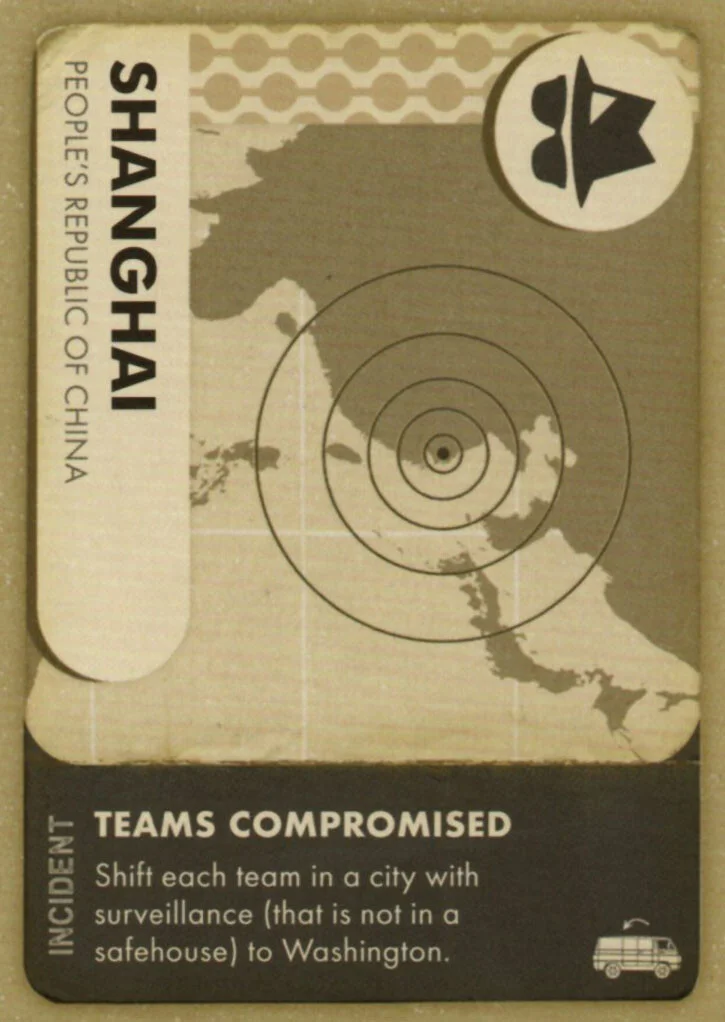 SHANGHAI
PEOPLE'S REPUBLIC OF CHINA
INCIDENT
TEAMS COMPROMISED
Shift each team in a city with
surveillance (that is not in a
safehouse) to Washington.